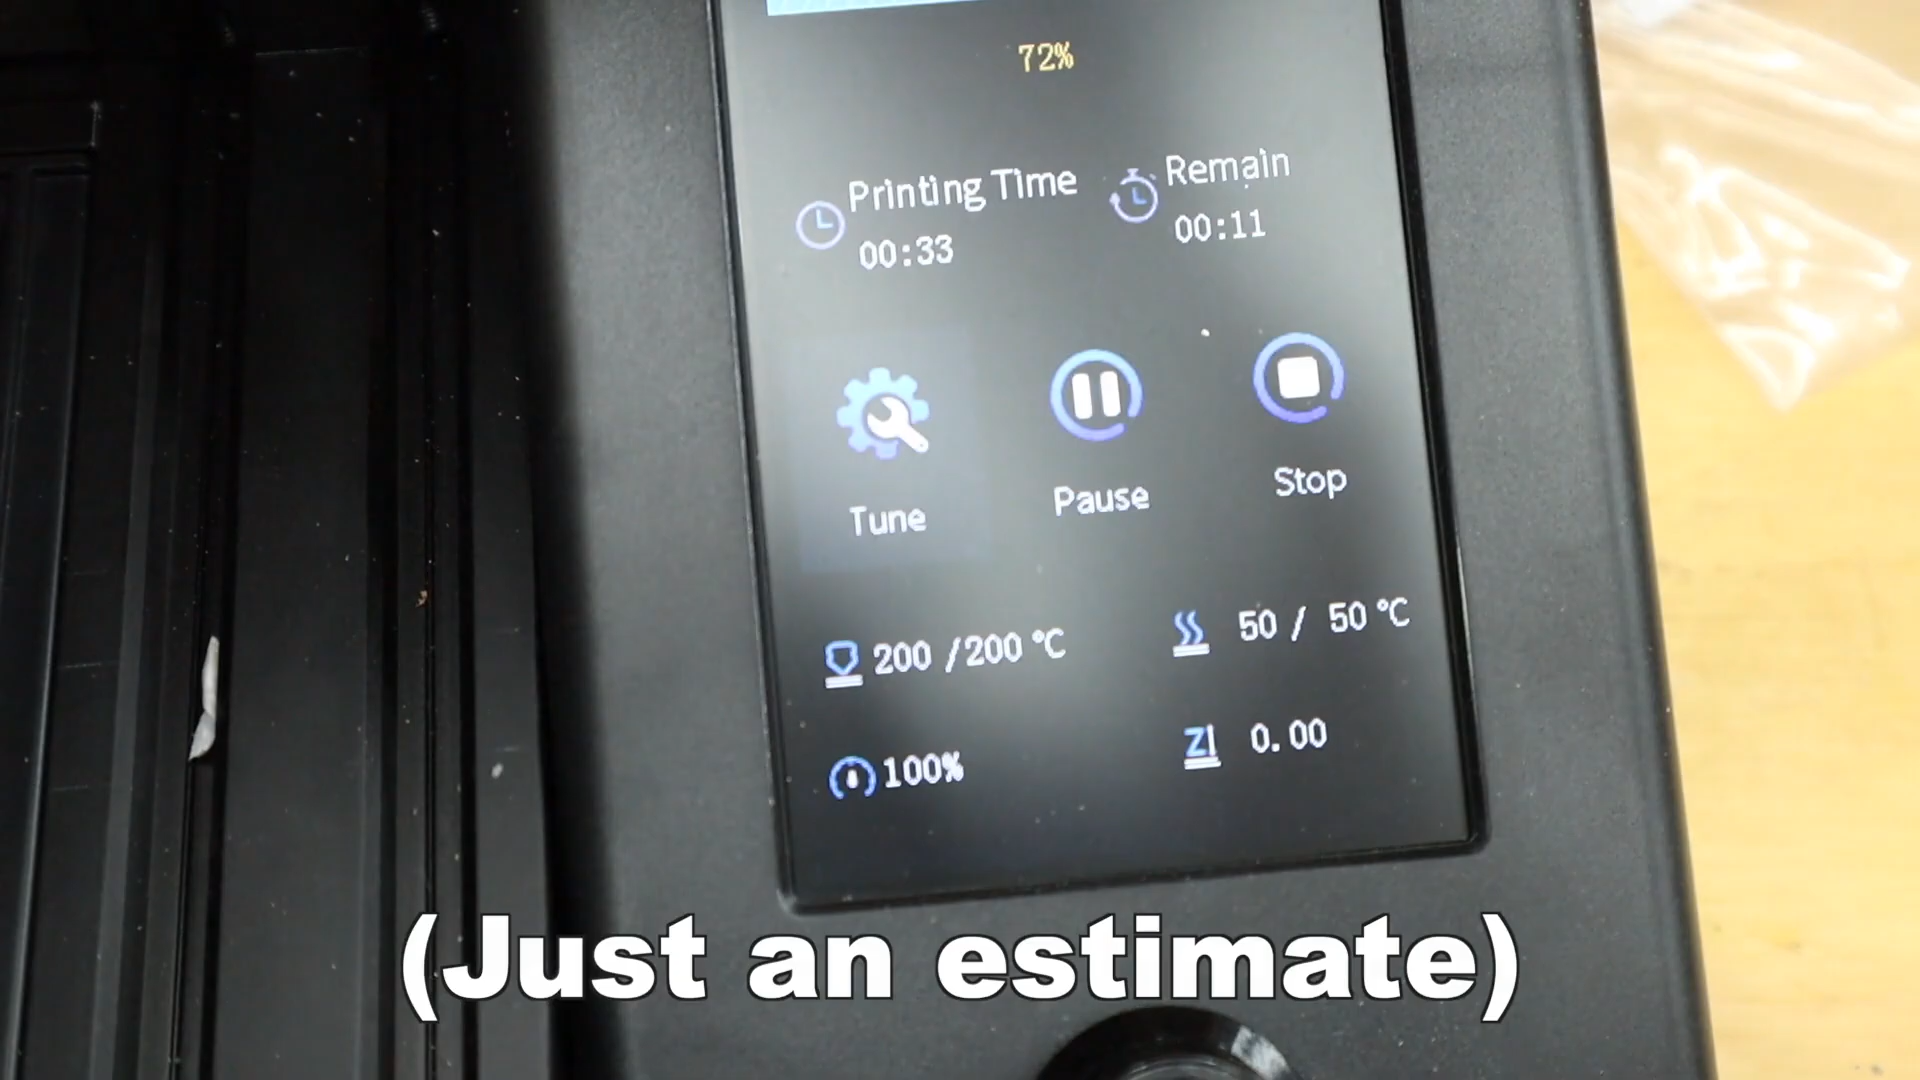 72%
Printing Time
00:33
Remain
00:11
Tune
Pause
Stop
200 /200 °C
50 / 50 °C
100%
0.00
(Just an estimate)